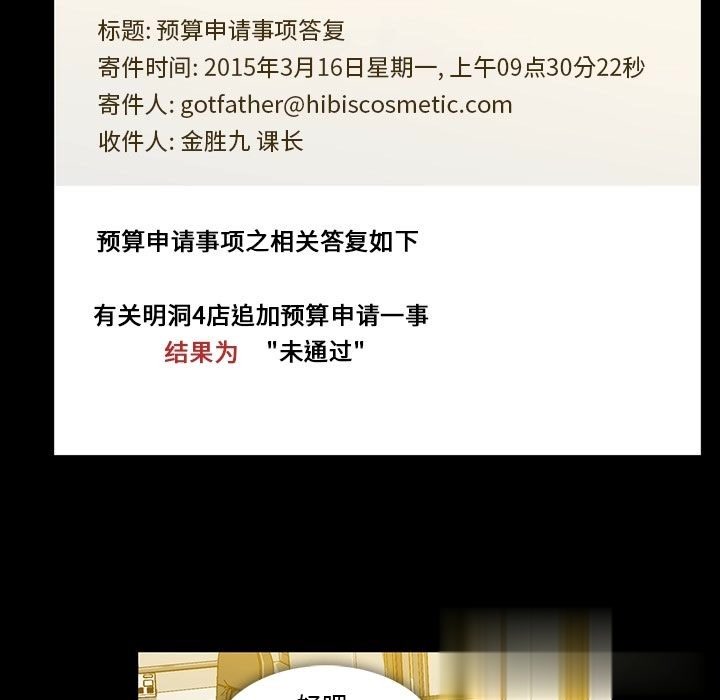 标题: 预算申请事项答复
寄件时间: 2015年3月16日星期一, 上午09点30分22秒
寄件人: gotfather@hibiscosmetic.com
收件人: 金胜九 课长
预算申请事项之相关答复如下
有关明洞4店追加预算申请一事
结果为 "未通过"